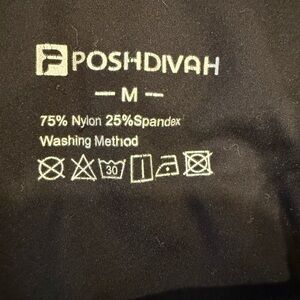 POSHDIVAH
— M —
75% Nylon 25%Spandex
Washing Method
30